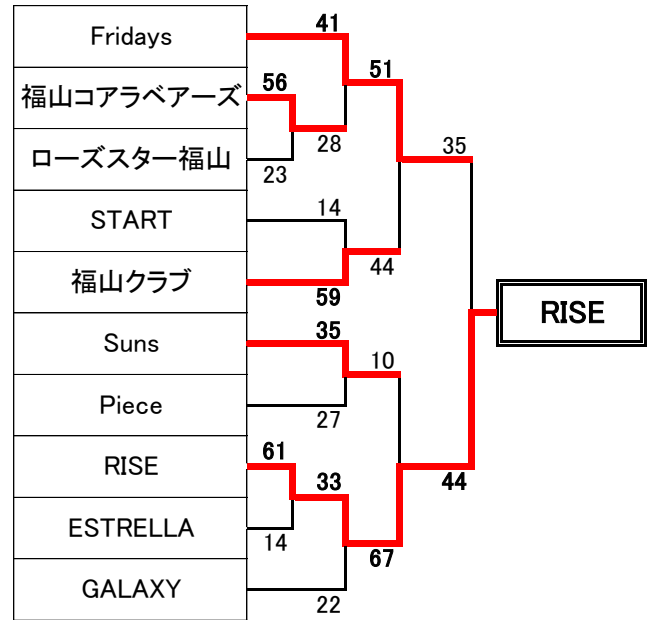 Fridays
41
51
56
福山コアラベアーズ
28
35
ローズスター福山
23
14
START
44
福山クラブ
59
RISE
35
Suns
10
27
Piece
61
RISE
33
44
ESTRELLA
14
67
GALAXY
22